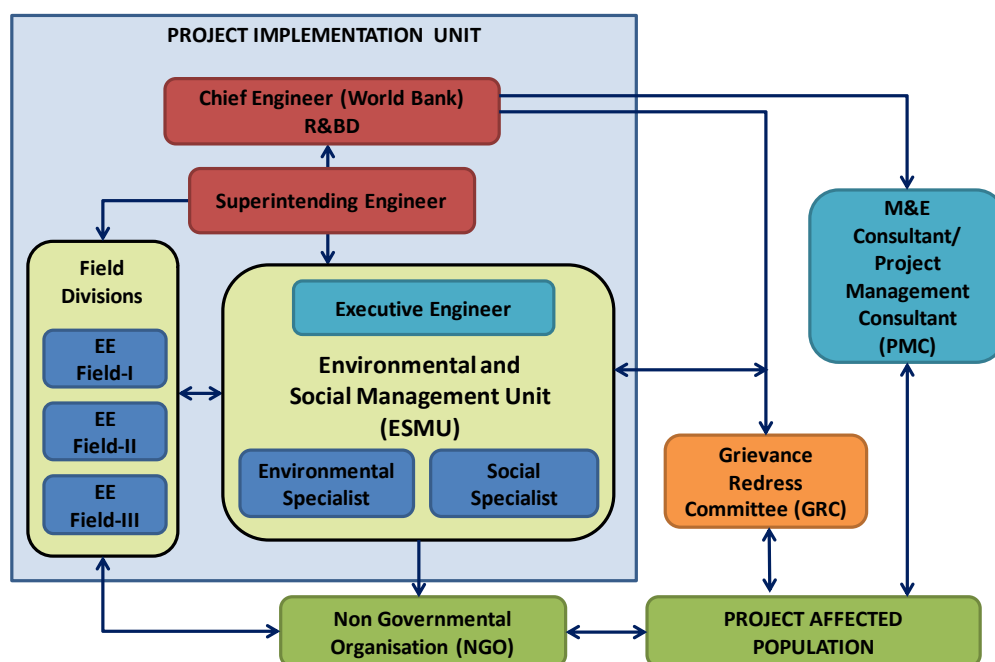 PROJECT IMPLEMENTATION UNIT
Chief Engineer (World Bank)
R&BD
Superintending Engineer
Field
Divisions
EE
Field-I
EE
Field-II
EE
Field-III
Executive Engineer
Environmental and
Social Management Unit
(ESMU)
Environmental
Specialist
Social
Specialist
M&E
Consultant/
Project
Management
Consultant
(PMC)
Grievance
Redress
Committee (GRC)
Non Governmental
Organisation (NGO)
PROJECT AFFECTED
POPULATION